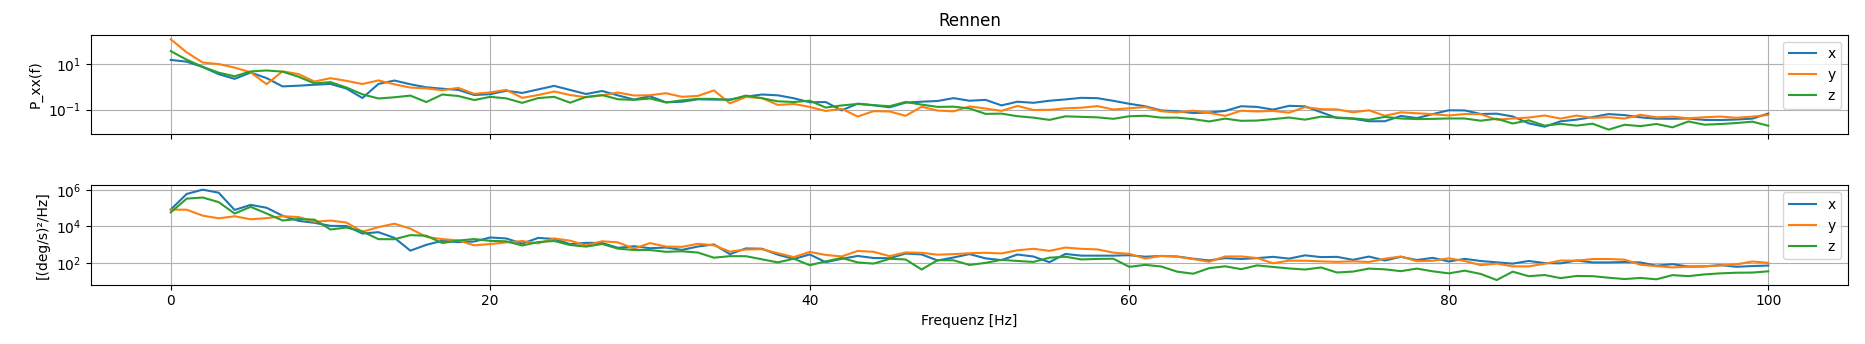 Rennen
P_xx(f)
10¹
10⁻¹
x
y
z
[(deg/s)²/Hz]
10⁶
10⁴
10²
x
y
z
0 20 40 60 80 100
Frequenz [Hz]